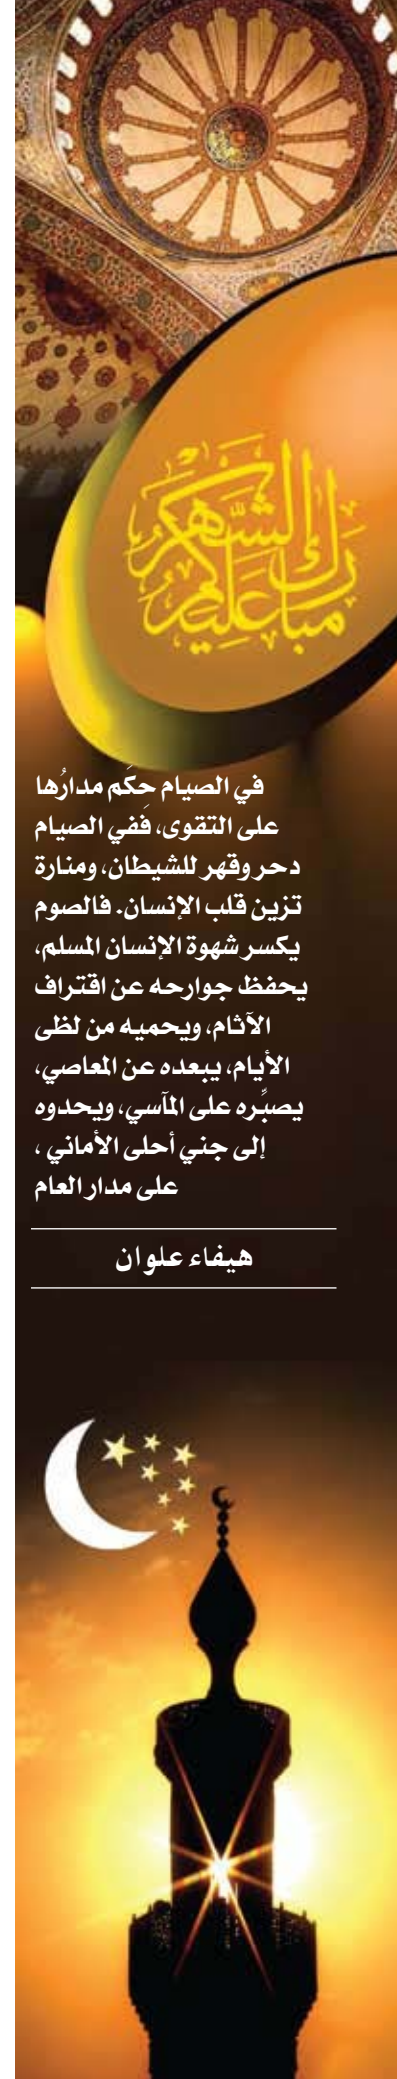 مبارك عليكم الشهر
في الصيام حِكَم مدارُها
على التقوى، فَفي الصيام
دحر وقهر للشيطان، ومنارة
تزين قلب الإنسان. فالصوم
يكسر شهوة الإنسان المسلم،
يحفظ جوارحه عن اقتراف
الآثام، ويحميه من لظى
الأيام، يبعده عن المعاصي،
يصبِّره على المآسي، ويحدوه
إلى جني أحلى الأماني ،
على مدار العام
هيفاء علوان